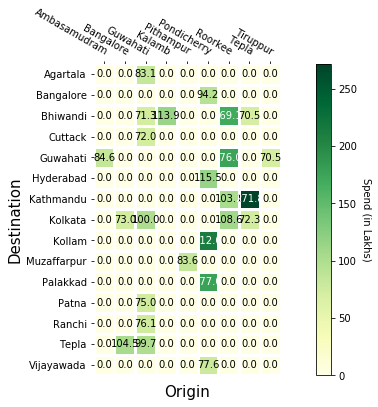 Ambasamudram
Bangalore
Guwahati
Kalamb
Pithampur
Pondicherry
Roorkee
Tepla
Tiruppur
Agartala 0.0 0.0 83.1 0.0 0.0 0.0 0.0 0.0 0.0
Bangalore 0.0 0.0 0.0 0.0 0.0 94.2 0.0 0.0 0.0
Bhiwandi 0.0 0.0 71.3 113.9 0.0 0.0 70.5 0.0
Cuttack 0.0 0.0 72.0 0.0 0.0 0.0 0.0 0.0 0.0
Guwahati 84.6 0.0 0.0 0.0 0.0 0.0 0.0 70.5
Hyderabad 0.0 0.0 0.0 0.0 0.0 115.5 0.0 0.0 0.0
Kathmandu 0.0 0.0 0.0 0.0 0.0 0.0 0.0
Kolkata 0.0 73.0 100.0 0.0 0.0 0.0 108.6 72.3 0.0
Kollam 0.0 0.0 0.0 0.0 0.0 0.0 0.0 0.0
Muzaffarpur 0.0 0.0 0.0 0.0 83.6 0.0 0.0 0.0 0.0
Palakkad 0.0 0.0 0.0 0.0 0.0 0.0 0.0 0.0
Patna 0.0 0.0 75.0 0.0 0.0 0.0 0.0 0.0 0.0
Ranchi 0.0 0.0 76.1 0.0 0.0 0.0 0.0 0.0 0.0
Tepla 0.0 104.5 99.7 0.0 0.0 0.0 0.0 0.0 0.0
Vijayawada 0.0 0.0 0.0 0.0 0.0 77.6 0.0 0.0 0.0
Destination
Origin
250
200
150
100
50
0
Spend (in Lakhs)